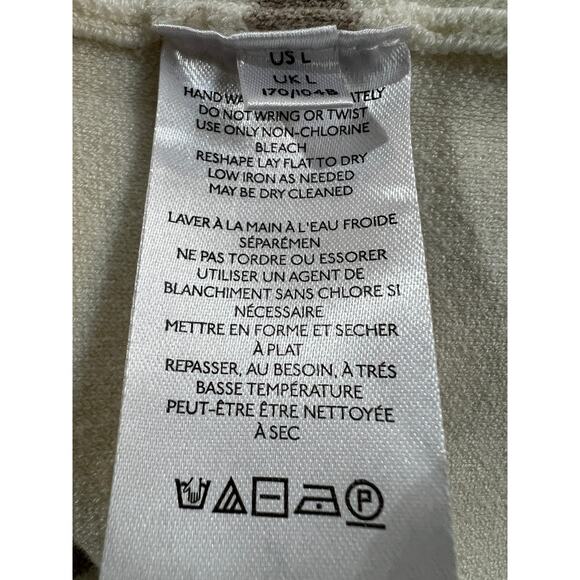 US L
UK L
170/104B
HAND WA ATELY
DO NOT WRING OR TWIST
USE ONLY NON-CHLORINE
BLEACH
RESHAPE LAY FLAT TO DRY
LOW IRON AS NEEDED
MAY BE DRY CLEANED
LAVER À LA MAIN À L'EAU FROIDE
SÉPARÉMEN
NE PAS TORDRE OU ESSORER
UTILISER UN AGENT DE
BLANCHIMENT SANS CHLORE SI
NÉCESSAIRE
METTRE EN FORME ET SECHER
À PLAT
REPASSER, AU BESOIN, À TRÉS
BASSE TEMPÉRATURE
PEUT-ÊTRE ÊTRE NETTOYÉE
À SEC
P